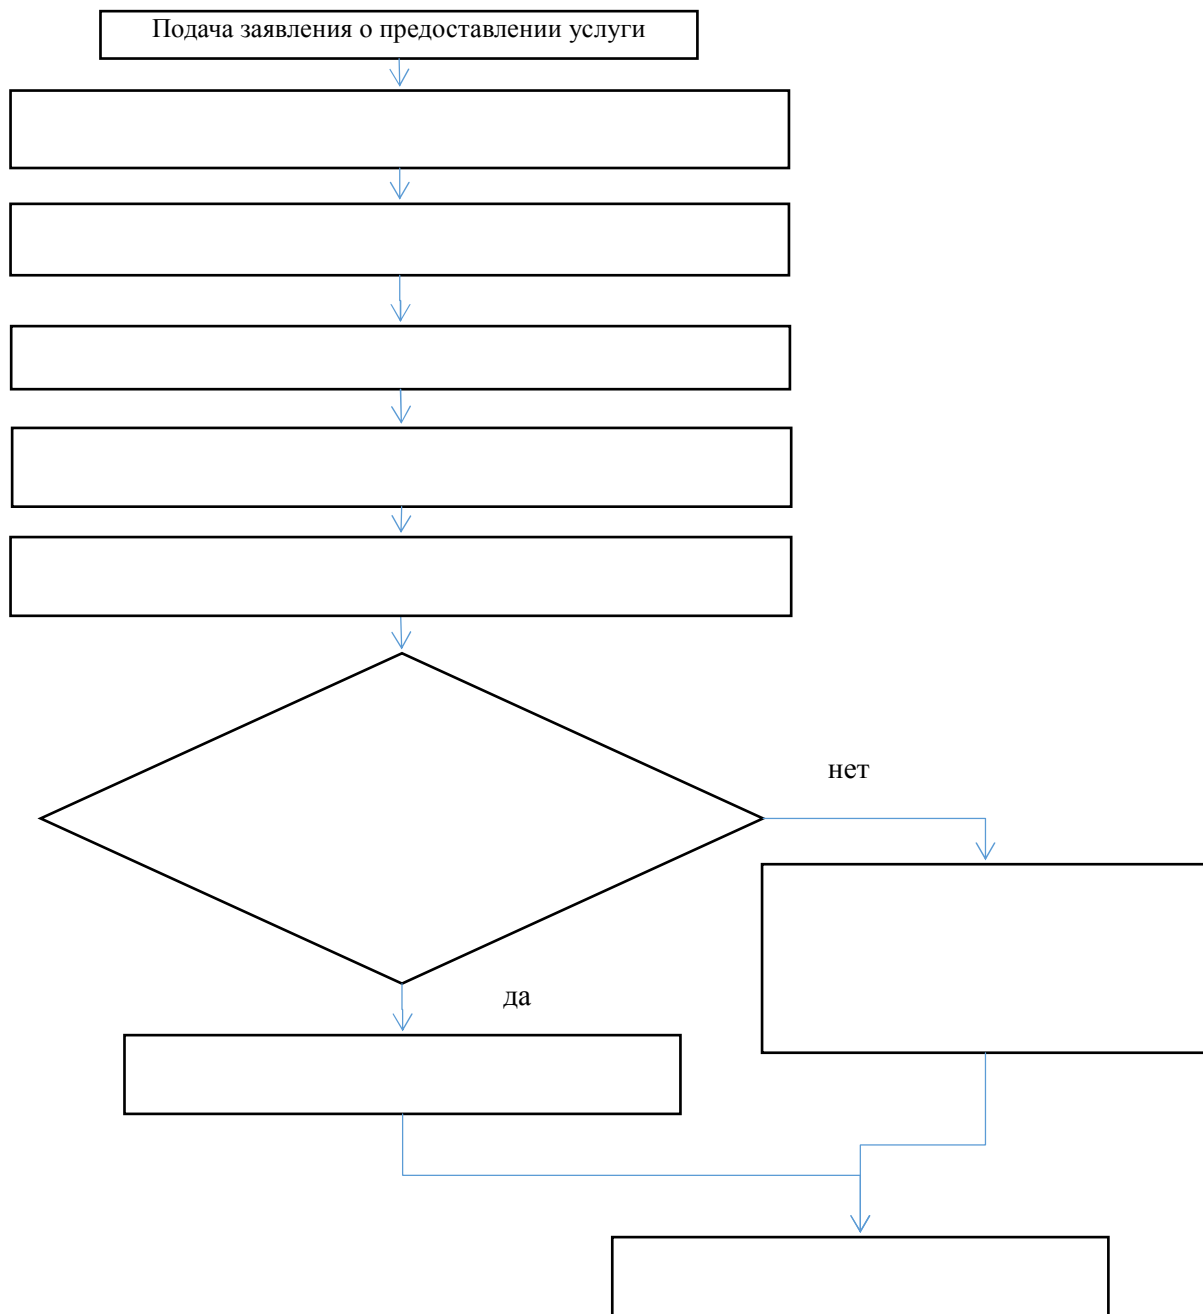 Подача заявления о предоставлении услуги
нет
да